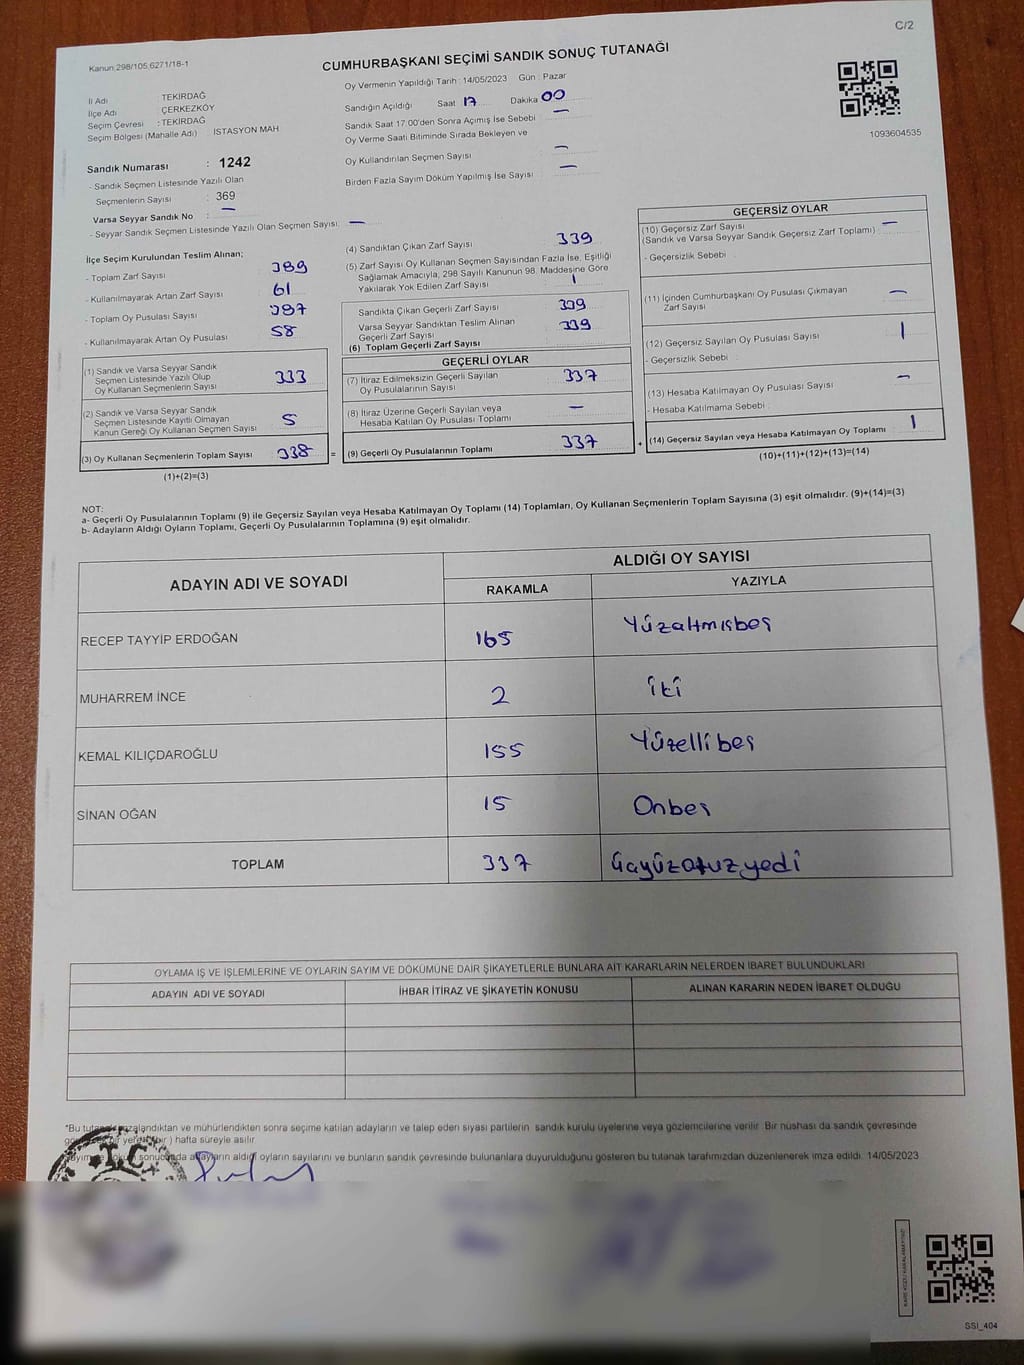 C/2
Kanun 298/105,6271/18-1
CUMHURBAŞKANI SEÇİMİ SANDIK SONUÇ TUTANAĞI
İl Adı : TEKİRDAĞ
İlçe Adı : ÇERKEZKÖY
Seçim Çevresi : TEKİRDAĞ
Seçim Bölgesi (Mahalle Adı) İSTASYON MAH
Sandık Numarası : 1242
- Sandık Seçmen Listesinde Yazılı Olan
Seçmenlerin Sayısı : 369
Varsa Seyyar Sandık No : —
- Seyyar Sandık Seçmen Listesinde Yazılı Olan Seçmen Sayısı: —
Oy Vermenin Yapıldığı Tarih : 14/05/2023 Gün : Pazar
Sandığın Açıldığı Saat 17 Dakika 00
Sandık Saat 17:00'den Sonra Açımış İse Sebebi —
Oy Verme Saati Bitiminde Sırada Bekleyen ve
Oy Kullandırılan Seçmen Sayısı : —
Birden Fazla Sayım Döküm Yapılmış İse Sayısı : —
1093604535
İlçe Seçim Kurulundan Teslim Alınan;
- Toplam Zarf Sayısı : 389
- Kullanılmayarak Artan Zarf Sayısı : 61
- Toplam Oy Pusulası Sayısı : 397
- Kullanılmayarak Artan Oy Pusulası : 58
(1) Sandık ve Varsa Seyyar Sandık
Seçmen Listesinde Yazılı Olup
Oy Kullanan Seçmenlerin Sayısı : 333
(2) Sandık ve Varsa Seyyar Sandık
Seçmen Listesinde Kayıtlı Olmayan
Kanun Gereği Oy Kullanan Seçmen Sayısı : 5
(3) Oy Kullanan Seçmenlerin Toplam Sayısı : 338
(1)+(2)=(3)
=
(4) Sandıktan Çıkan Zarf Sayısı : 339
(5) Zarf Sayısı Oy Kullanan Seçmen Sayısından Fazla İse, Eşitliği
Sağlamak Amacıyla, 298 Sayılı Kanunun 98. Maddesine Göre
Yakılarak Yok Edilen Zarf Sayısı : 1
Sandıkta Çıkan Geçerli Zarf Sayısı : 339
Varsa Seyyar Sandıktan Teslim Alınan
Geçerli Zarf Sayısı : 339
(6) Toplam Geçerli Zarf Sayısı
GEÇERLİ OYLAR
(7) İtiraz Edilmeksizin Geçerli Sayılan
Oy Pusulalarının Sayısı : 337
(8) İtiraz Üzerine Geçerli Sayılan veya
Hesaba Katılan Oy Pusulası Toplamı : —
(9) Geçerli Oy Pusulalarının Toplamı : 337
+
GEÇERSİZ OYLAR
(10) Geçersiz Zarf Sayısı : —
(Sandık ve Varsa Seyyar Sandık Geçersiz Zarf Toplamı)
- Geçersizlik Sebebi :
(11) İçinden Cumhurbaşkanı Oy Pusulası Çıkmayan : —
Zarf Sayısı
(12) Geçersiz Sayılan Oy Pusulası Sayısı : 1
- Geçersizlik Sebebi :
(13) Hesaba Katılmayan Oy Pusulası Sayısı : —
- Hesaba Katılmama Sebebi :
(14) Geçersiz Sayılan veya Hesaba Katılmayan Oy Toplamı : 1
(10)+(11)+(12)+(13)=(14)
NOT:
a- Geçerli Oy Pusulalarının Toplamı (9) ile Geçersiz Sayılan veya Hesaba Katılmayan Oy Toplamı (14) Toplamları, Oy Kullanan Seçmenlerin Toplam Sayısına (3) eşit olmalıdır. (9)+(14)=(3)
b- Adayların Aldığı Oyların Toplamı, Geçerli Oy Pusulalarının Toplamına (9) eşit olmalıdır.
ADAYIN ADI VE SOYADI
ALDIĞI OY SAYISI
RAKAMLA YAZIYLA
RECEP TAYYİP ERDOĞAN 165 Yüzaltmışbeş
MUHARREM İNCE 2 İki
KEMAL KILIÇDAROĞLU 155 Yüzellibeş
SİNAN OĞAN 15 Onbeş
TOPLAM 337 Üçyüzotuzyedi
OYLAMA İŞ VE İŞLEMLERİNE VE OYLARIN SAYIM VE DÖKÜMÜNE DAİR ŞİKAYETLERLE BUNLARA AİT KARARLARIN NELERDEN İBARET BULUNDUKLARI
ADAYIN ADI VE SOYADI İHBAR İTİRAZ VE ŞİKAYETİN KONUSU ALINAN KARARIN NEDEN İBARET OLDUĞU
*Bu tutanak imzalandıktan ve mühürlendikten sonra seçime katılan adayların ve talep eden siyasi partilerin sandık kurulu üyelerine veya gözlemcilerine verilir. Bir nüshası da sandık çevresinde
bir yere (bir) hafta süreyle asılır
sonucunda adayların aldığı oyların sayılarını ve bunların sandık çevresinde bulunanlara duyurulduğunu gösteren bu tutanak tarafımızdan düzenlenerek imza edildi. 14/05/2023
T.C.
SSI_404